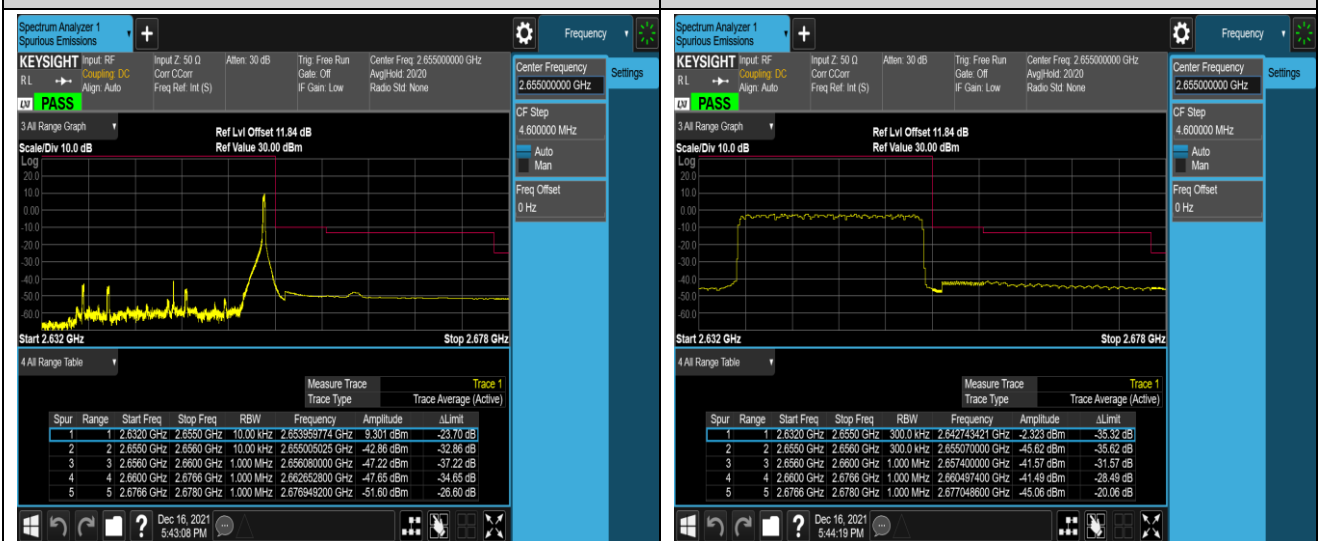 Spectrum Analyzer 1
Spurious Emissions
+
Frequency
KEYSIGHT Input: RF Input Z: 50 Ω Atten: 30 dB Trig: Free Run Center Freq: 2.655000000 GHz
RL Coupling: DC Corr CCorr Gate: Off Avg|Hold: 20/20
Align: Auto Freq Ref: Int (S) IF Gain: Low Radio Std: None
LXI PASS
Center Frequency
2.655000000 GHz
Settings
CF Step
4.600000 MHz
Auto
Man
Freq Offset
0 Hz
3 All Range Graph
Ref Lvl Offset 11.84 dB
Scale/Div 10.0 dB Ref Value 30.00 dBm
Log
20.0
10.0
0.00
-10.0
-20.0
-30.0
-40.0
-50.0
-60.0
Start 2.632 GHz Stop 2.678 GHz
4 All Range Table
Measure Trace Trace 1
Trace Type Trace Average (Active)
Spur Range Start Freq Stop Freq RBW Frequency Amplitude ΔLimit
1 1 2.6320 GHz 2.6550 GHz 10.00 kHz 2.653959774 GHz 9.301 dBm -23.70 dB
2 2 2.6550 GHz 2.6560 GHz 10.00 kHz 2.655005025 GHz -42.86 dBm -32.86 dB
3 3 2.6560 GHz 2.6600 GHz 1.000 MHz 2.656080000 GHz -47.22 dBm -37.22 dB
4 4 2.6600 GHz 2.6766 GHz 1.000 MHz 2.662652800 GHz -47.65 dBm -34.65 dB
5 5 2.6766 GHz 2.6780 GHz 1.000 MHz 2.676949200 GHz -51.60 dBm -26.60 dB
?
Dec 16, 2021
5:43:08 PM
Spectrum Analyzer 1
Spurious Emissions
+
Frequency
KEYSIGHT Input: RF Input Z: 50 Ω Atten: 30 dB Trig: Free Run Center Freq: 2.655000000 GHz
RL Coupling: DC Corr CCorr Gate: Off Avg|Hold: 20/20
Align: Auto Freq Ref: Int (S) IF Gain: Low Radio Std: None
LXI PASS
Center Frequency
2.655000000 GHz
Settings
CF Step
4.600000 MHz
Auto
Man
Freq Offset
0 Hz
3 All Range Graph
Ref Lvl Offset 11.84 dB
Scale/Div 10.0 dB Ref Value 30.00 dBm
Log
20.0
10.0
0.00
-10.0
-20.0
-30.0
-40.0
-50.0
-60.0
Start 2.632 GHz Stop 2.678 GHz
4 All Range Table
Measure Trace Trace 1
Trace Type Trace Average (Active)
Spur Range Start Freq Stop Freq RBW Frequency Amplitude ΔLimit
1 1 2.6320 GHz 2.6550 GHz 300.0 kHz 2.642743421 GHz -2.323 dBm -35.32 dB
2 2 2.6550 GHz 2.6560 GHz 300.0 kHz 2.655070000 GHz -45.62 dBm -35.62 dB
3 3 2.6560 GHz 2.6600 GHz 1.000 MHz 2.657400000 GHz -41.57 dBm -31.57 dB
4 4 2.6600 GHz 2.6766 GHz 1.000 MHz 2.660497400 GHz -41.49 dBm -28.49 dB
5 5 2.6766 GHz 2.6780 GHz 1.000 MHz 2.677048600 GHz -45.06 dBm -20.06 dB
?
Dec 16, 2021
5:44:19 PM